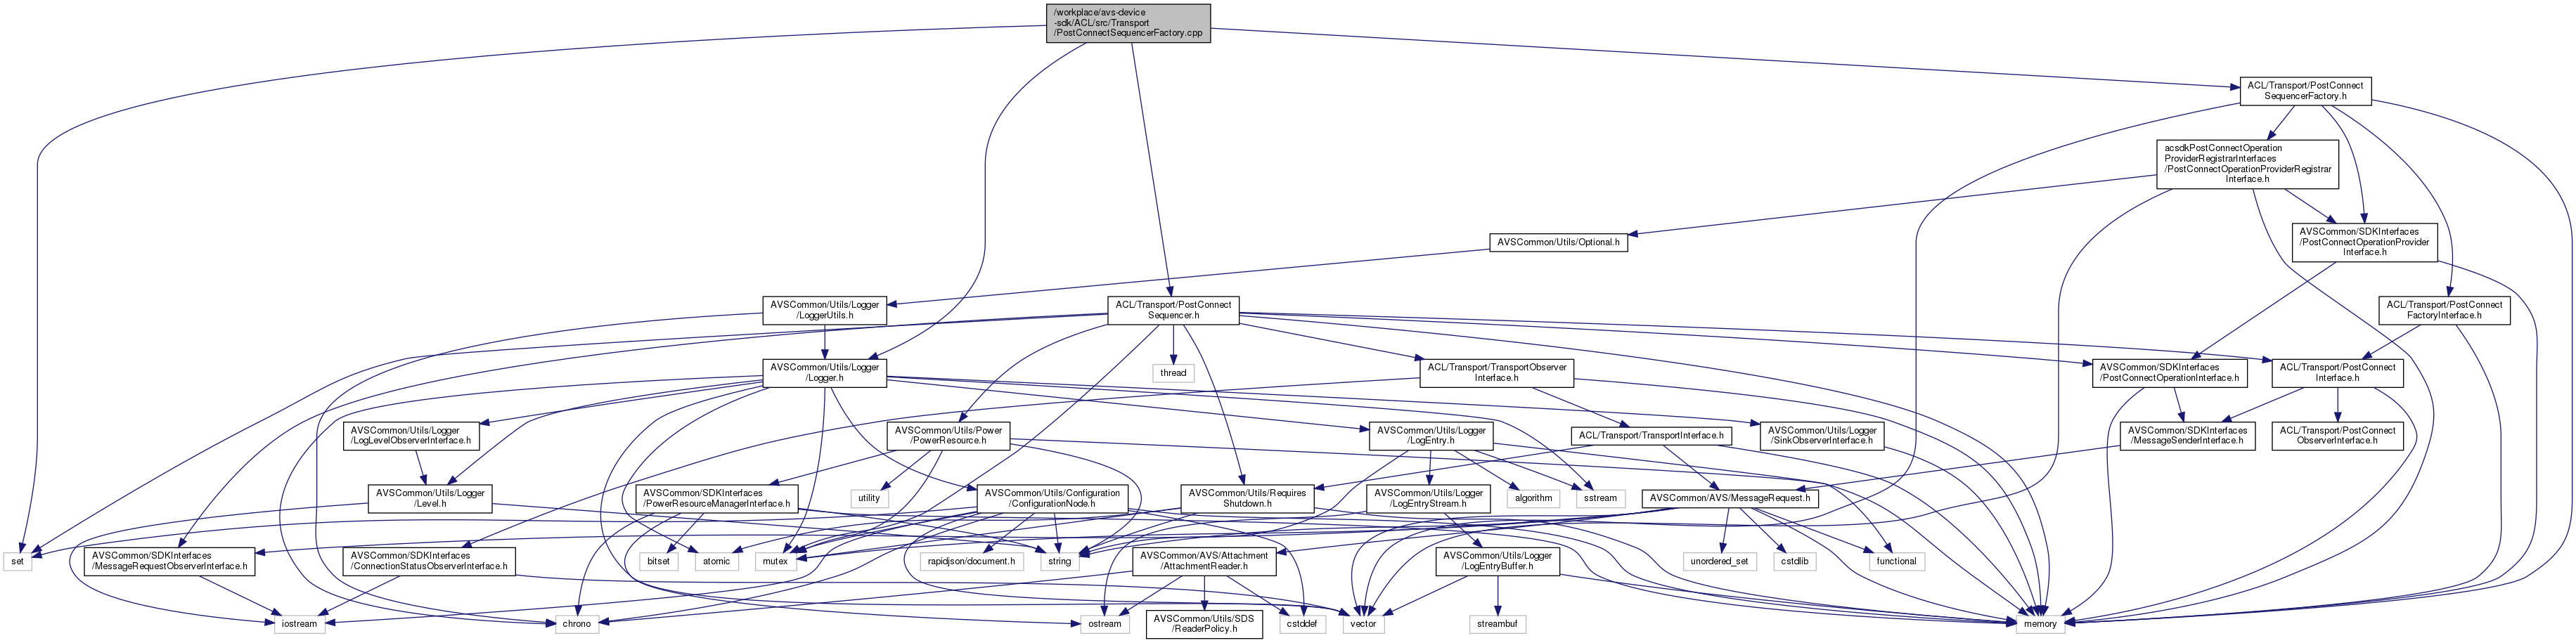 /workplace/avs-device
-sdk/ACL/src/Transport
/PostConnectSequencerFactory.cpp
ACL/Transport/PostConnect
SequencerFactory.h
acsdkPostConnectOperation
ProviderRegistrarInterfaces
/PostConnectOperationProviderRegistrar
Interface.h
AVSCommon/Utils/Optional.h
AVSCommon/SDKInterfaces
/PostConnectOperationProvider
Interface.h
AVSCommon/Utils/Logger
/LoggerUtils.h
ACL/Transport/PostConnect
Sequencer.h
ACL/Transport/PostConnect
FactoryInterface.h
AVSCommon/Utils/Logger
/Logger.h
thread
ACL/Transport/TransportObserver
Interface.h
AVSCommon/SDKInterfaces
/PostConnectOperationInterface.h
ACL/Transport/PostConnect
Interface.h
AVSCommon/Utils/Logger
/LogLevelObserverInterface.h
AVSCommon/Utils/Power
/PowerResource.h
AVSCommon/Utils/Logger
/LogEntry.h
ACL/Transport/TransportInterface.h
AVSCommon/Utils/Logger
/SinkObserverInterface.h
AVSCommon/SDKInterfaces
/MessageSenderInterface.h
ACL/Transport/PostConnect
ObserverInterface.h
AVSCommon/Utils/Logger
/Level.h
AVSCommon/SDKInterfaces
/PowerResourceManagerInterface.h
utility
AVSCommon/Utils/Configuration
/ConfigurationNode.h
AVSCommon/Utils/Requires
Shutdown.h
AVSCommon/Utils/Logger
/LogEntryStream.h
algorithm
sstream
AVSCommon/AVS/MessageRequest.h
set
AVSCommon/SDKInterfaces
/MessageRequestObserverInterface.h
AVSCommon/SDKInterfaces
/ConnectionStatusObserverInterface.h
bitset
atomic
mutex
rapidjson/document.h
string
AVSCommon/AVS/Attachment
/AttachmentReader.h
AVSCommon/Utils/Logger
/LogEntryBuffer.h
unordered_set
cstdlib
functional
iostream
chrono
ostream
AVSCommon/Utils/SDS
/ReaderPolicy.h
cstddef
vector
streambuf
memory